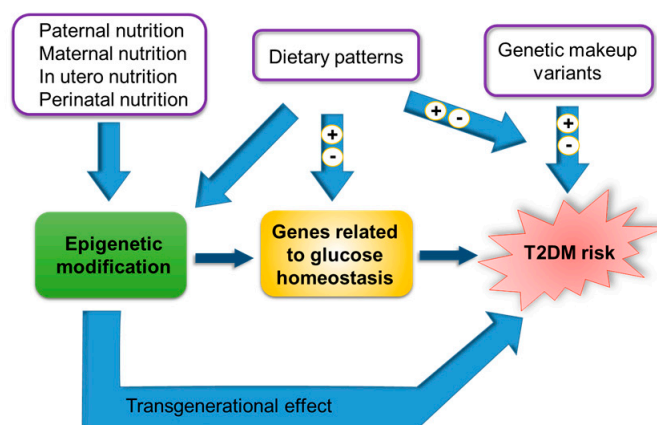 Paternal nutrition
Maternal nutrition
In utero nutrition
Perinatal nutrition
Dietary patterns
Genetic makeup
variants
+ -
+
-
+
-
Epigenetic
modification
Genes related
to glucose
homeostasis
T2DM risk
Transgenerational effect